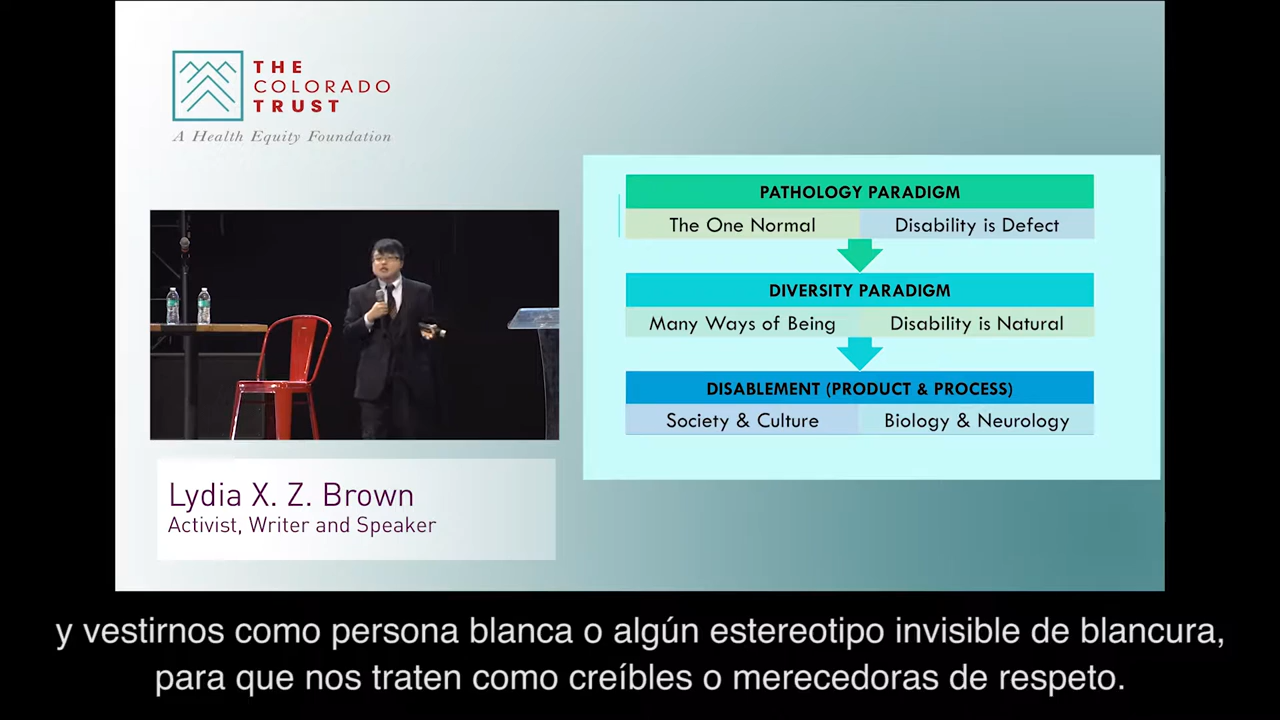 THE
COLORADO
TRUST
A Health Equity Foundation
PATHOLOGY PARADIGM
The One Normal
Disability is Defect
DIVERSITY PARADIGM
Many Ways of Being
Disability is Natural
DISABLEMENT (PRODUCT & PROCESS)
Society & Culture
Biology & Neurology
Lydia X. Z. Brown
Activist, Writer and Speaker
y vestirnos como persona blanca o algún estereotipo invisible de blancura,
para que nos traten como creíbles o merecedoras de respeto.